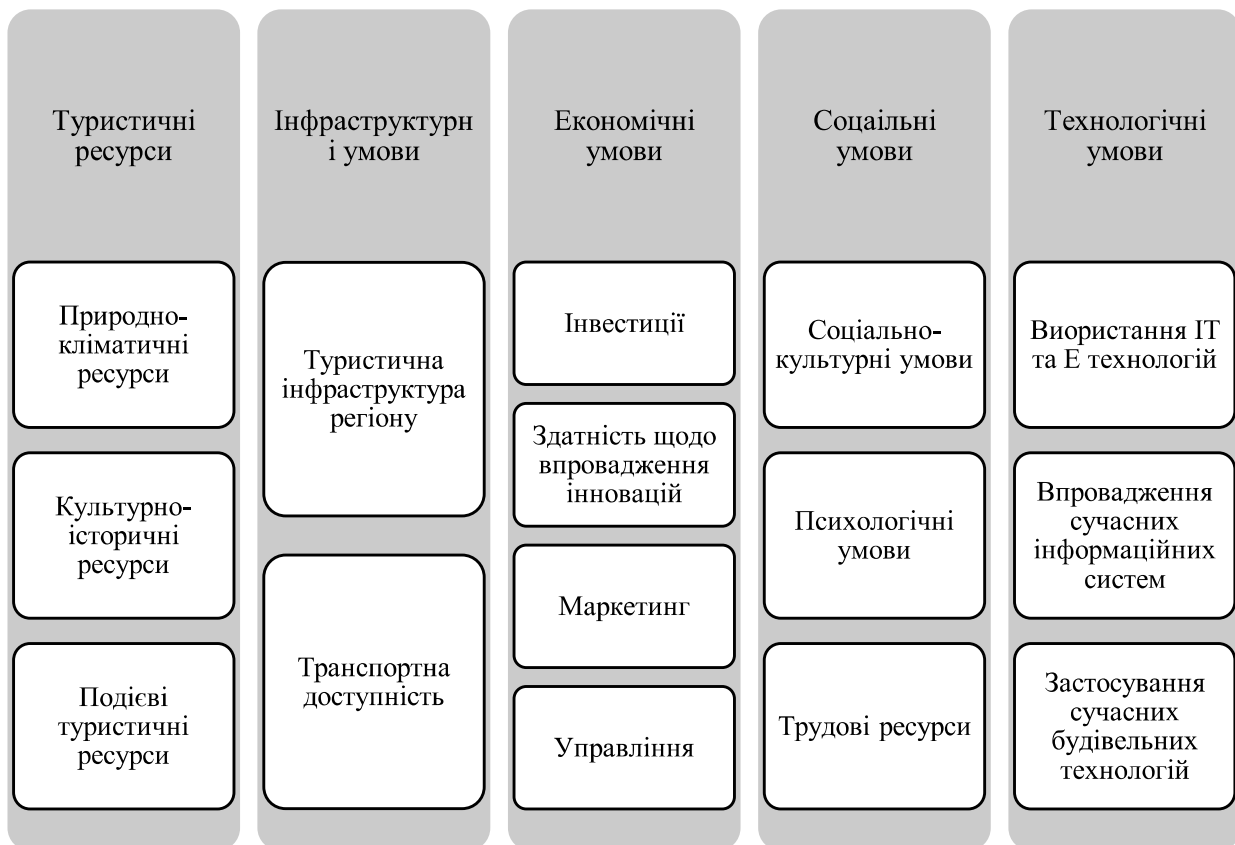 Туристичні
ресурси
Природно-
кліматичні
ресурси
Культурно-
історичні
ресурси
Подієві
туристичні
ресурси
Інфраструктурн
і умови
Туристична
інфраструктура
регіону
Транспортна
доступність
Економічні
умови
Інвестиції
Здатність щодо
впровадження
інновацій
Маркетинг
Управління
Соцаільні
умови
Соціально-
культурні умови
Психологічні
умови
Трудові ресурси
Технологічні
умови
Виористання ІТ
та Е технологій
Впровадження
сучасних
інформаційних
систем
Застосування
сучасних
будівельних
технологій